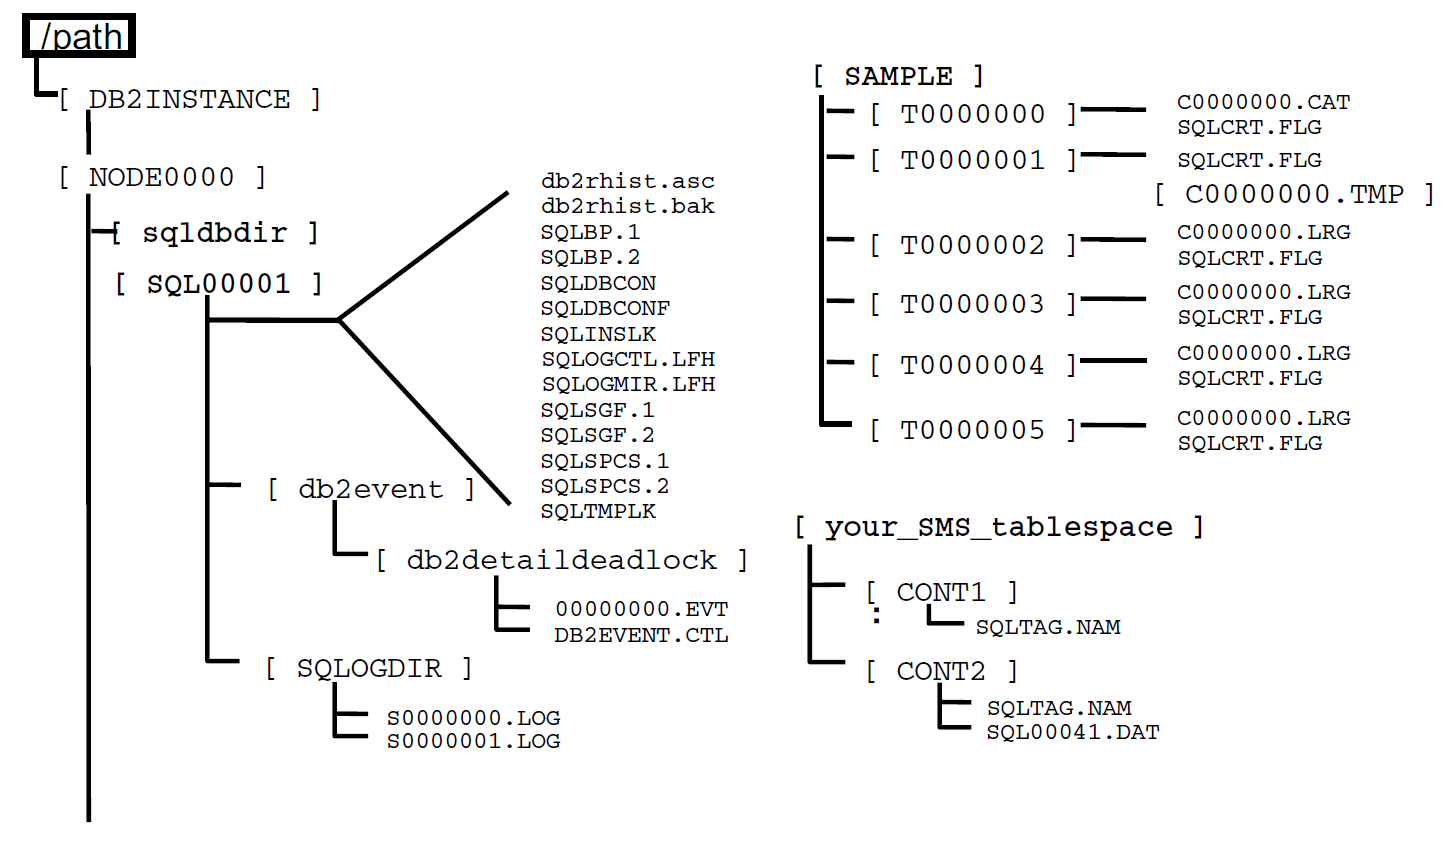 /path
[ DB2INSTANCE ]
[ NODE0000 ]
[ sqldbdir ]
[ SQL00001 ]
db2rhist.asc
db2rhist.bak
SQLBP.1
SQLBP.2
SQLDBCON
SQLDBCONF
SQLINSLK
SQLOGCTL.LFH
SQLOGMIR.LFH
SQLSGF.1
SQLSGF.2
SQLSPCS.1
SQLSPCS.2
SQLTMPLK
[ db2event ]
[ db2detaildeadlock ]
00000000.EVT
DB2EVENT.CTL
[ SQLOGDIR ]
S0000000.LOG
S0000001.LOG
[ SAMPLE ]
[ T0000000 ]
C0000000.CAT
SQLCRT.FLG
[ T0000001 ]
SQLCRT.FLG
[ C0000000.TMP ]
[ T0000002 ]
C0000000.LRG
SQLCRT.FLG
[ T0000003 ]
C0000000.LRG
SQLCRT.FLG
[ T0000004 ]
C0000000.LRG
SQLCRT.FLG
[ T0000005 ]
C0000000.LRG
SQLCRT.FLG
[ your_SMS_tablespace ]
[ CONT1 ]
:
SQLTAG.NAM
[ CONT2 ]
SQLTAG.NAM
SQL00041.DAT